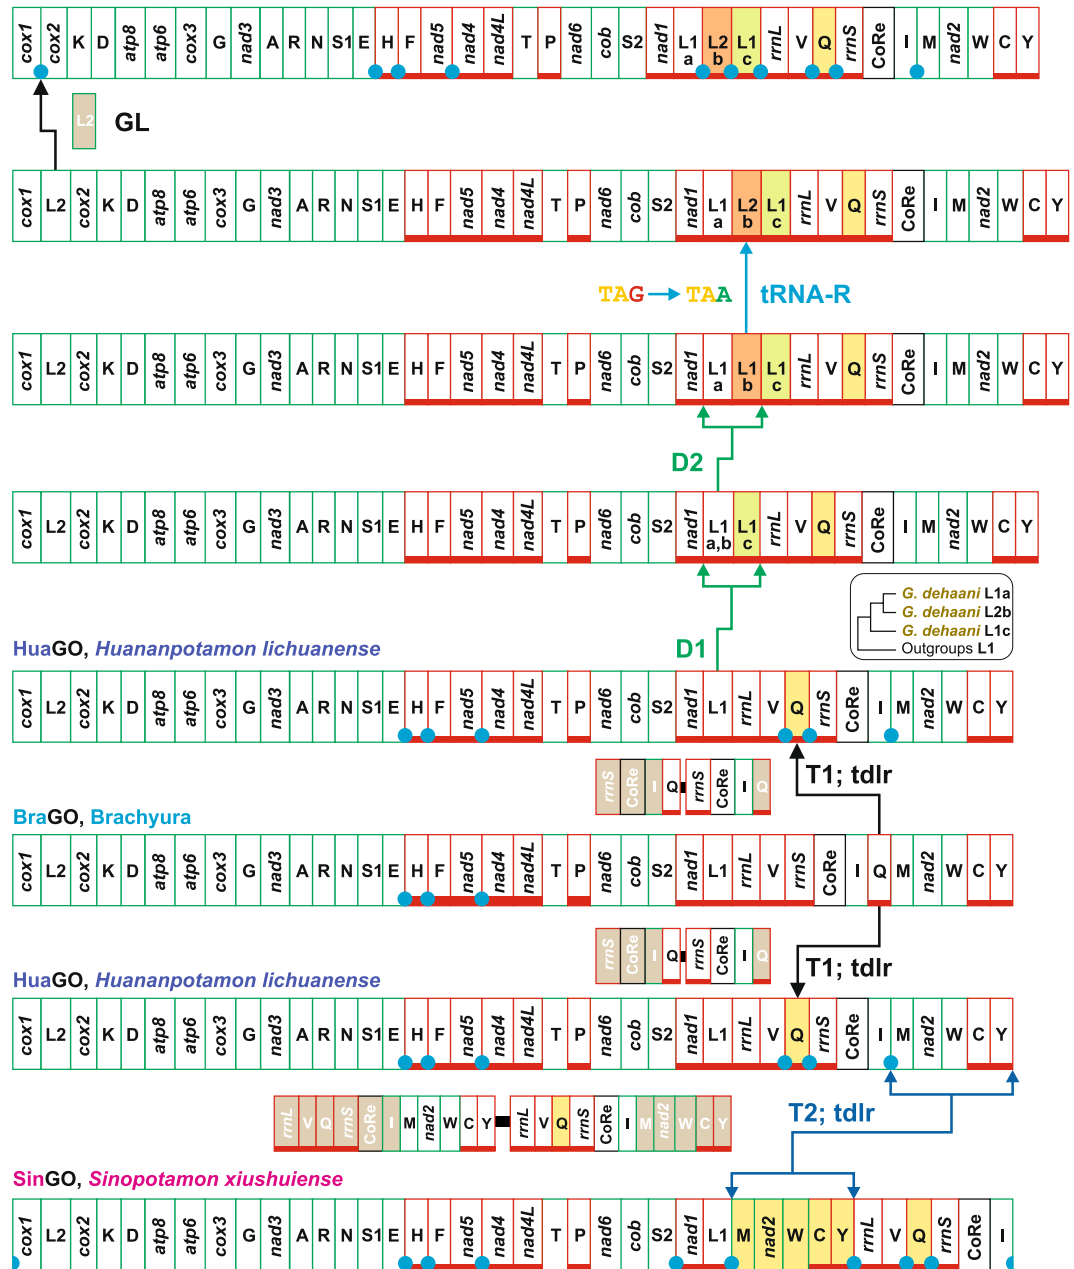 cox1 cox2 K D atp8 atp6 cox3 G nad3 A R N S1 E H F nad5 nad4 nad4L T P nad6 cob S2 nad1 L1 a L2 b L1 c rrnL V Q rrnS CoRe I M nad2 W C Y
L2 GL
cox1 L2 cox2 K D atp8 atp6 cox3 G nad3 A R N S1 E H F nad5 nad4 nad4L T P nad6 cob S2 nad1 L1 a L2 b L1 c rrnL V Q rrnS CoRe I M nad2 W C Y
TAG TAA tRNA-R
cox1 L2 cox2 K D atp8 atp6 cox3 G nad3 A R N S1 E H F nad5 nad4 nad4L T P nad6 cob S2 nad1 L1 a L1 b L1 c rrnL V Q rrnS CoRe I M nad2 W C Y
D2
cox1 L2 cox2 K D atp8 atp6 cox3 G nad3 A R N S1 E H F nad5 nad4 nad4L T P nad6 cob S2 nad1 L1 a,b L1 c rrnL V Q rrnS CoRe I M nad2 W C Y
G. dehaani L1a
G. dehaani L2b
G. dehaani L1c
Outgroups L1
D1
HuaGO, Huananpotamon lichuanense
cox1 L2 cox2 K D atp8 atp6 cox3 G nad3 A R N S1 E H F nad5 nad4 nad4L T P nad6 cob S2 nad1 L1 rrnL V Q rrnS CoRe I M nad2 W C Y
rrnS CoRe I Q rrnS CoRe I Q
T1; tdlr
BraGO, Brachyura
cox1 L2 cox2 K D atp8 atp6 cox3 G nad3 A R N S1 E H F nad5 nad4 nad4L T P nad6 cob S2 nad1 L1 rrnL V rrnS CoRe I Q M nad2 W C Y
rrnS CoRe I Q rrnS CoRe I Q
T1; tdlr
HuaGO, Huananpotamon lichuanense
cox1 L2 cox2 K D atp8 atp6 cox3 G nad3 A R N S1 E H F nad5 nad4 nad4L T P nad6 cob S2 nad1 L1 rrnL V Q rrnS CoRe I M nad2 W C Y
rrnL V Q rrnS CoRe I M nad2 W C Y rrnL V Q rrnS CoRe I M nad2 W C Y
T2; tdlr
SinGO, Sinopotamon xiushuiense
cox1 L2 cox2 K D atp8 atp6 cox3 G nad3 A R N S1 E H F nad5 nad4 nad4L T P nad6 cob S2 nad1 L1 M nad2 W C Y rrnL V Q rrnS CoRe I